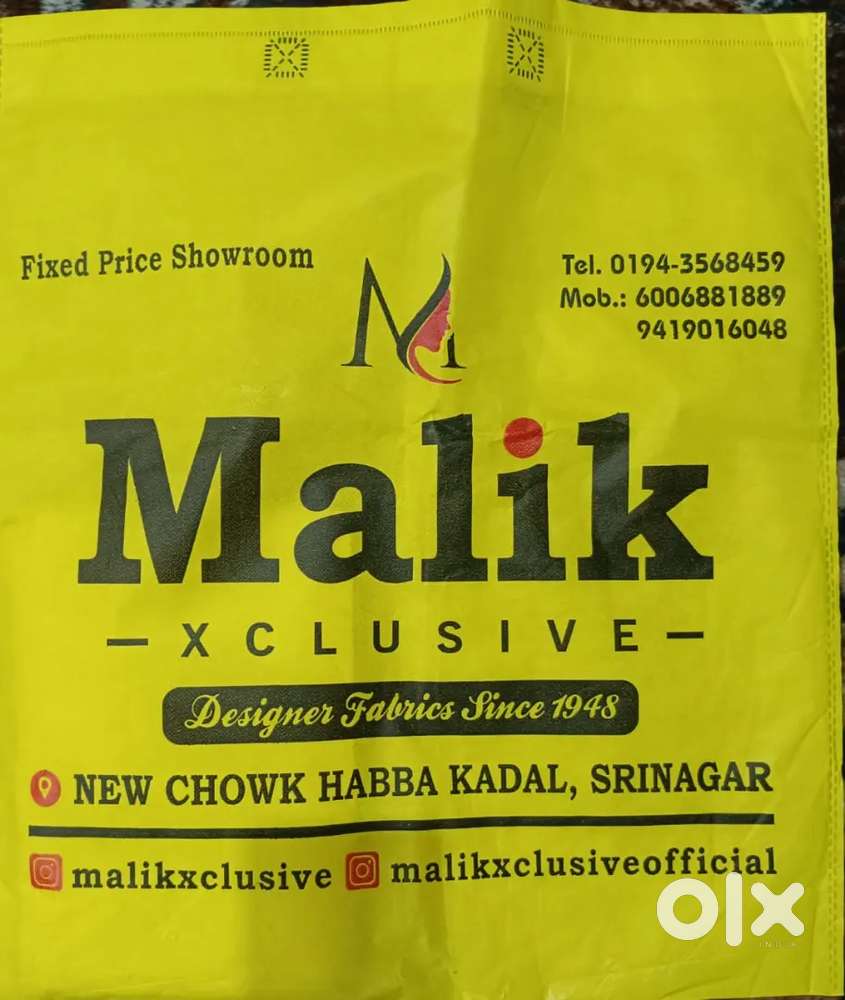 Fixed Price Showroom
Tel. 0194-3568459
Mob.: 6006881889
9419016048
M
Malik
XCLUSIVE
Designer Fabrics Since 1948
NEW CHOWK HABBA KADAL, SRINAGAR
malikxclusive malikxclusiveofficial
olx
INDIA